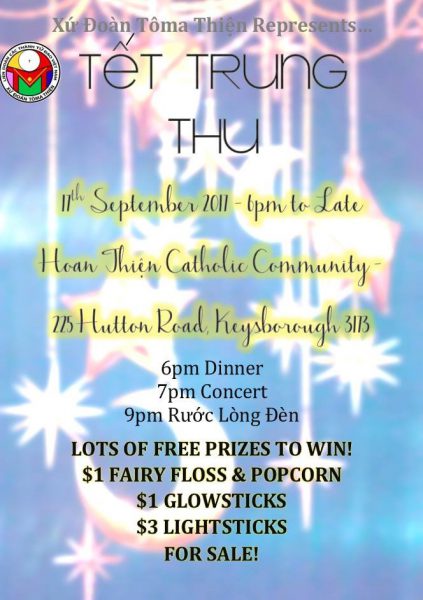 Xứ Đoàn Tôma Thiện Represents...
TẾT TRUNG
THU
17th September 2017 - 6pm to Late
Hoan Thiện Catholic Community -
225 Hutton Road, Keysborough 3173
6pm Dinner
7pm Concert
9pm Rước Lòng Đèn
LOTS OF FREE PRIZES TO WIN!
$1 FAIRY FLOSS & POPCORN
$1 GLOWSTICKS
$3 LIGHTSTICKS
FOR SALE!